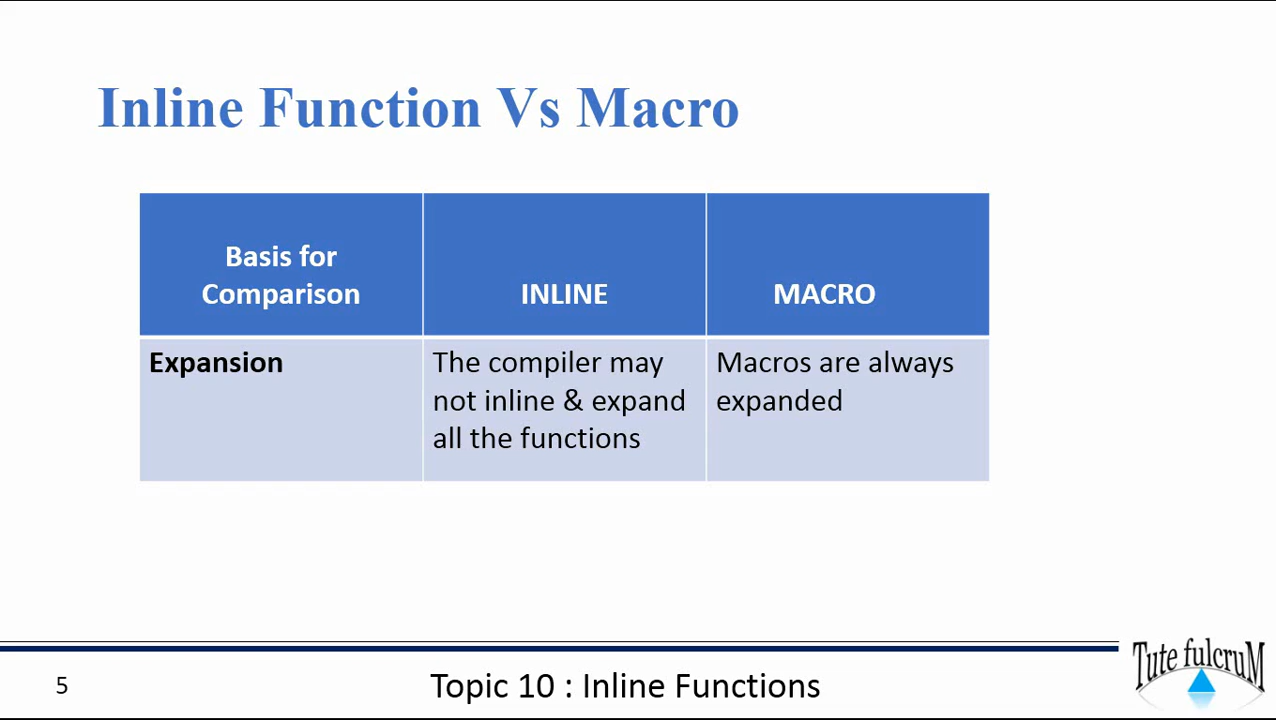 Inline Function Vs Macro
Basis for
Comparison
INLINE
MACRO
Expansion
The compiler may
not inline & expand
all the functions
Macros are always
expanded
5
Topic 10 : Inline Functions
Tute fulcruM